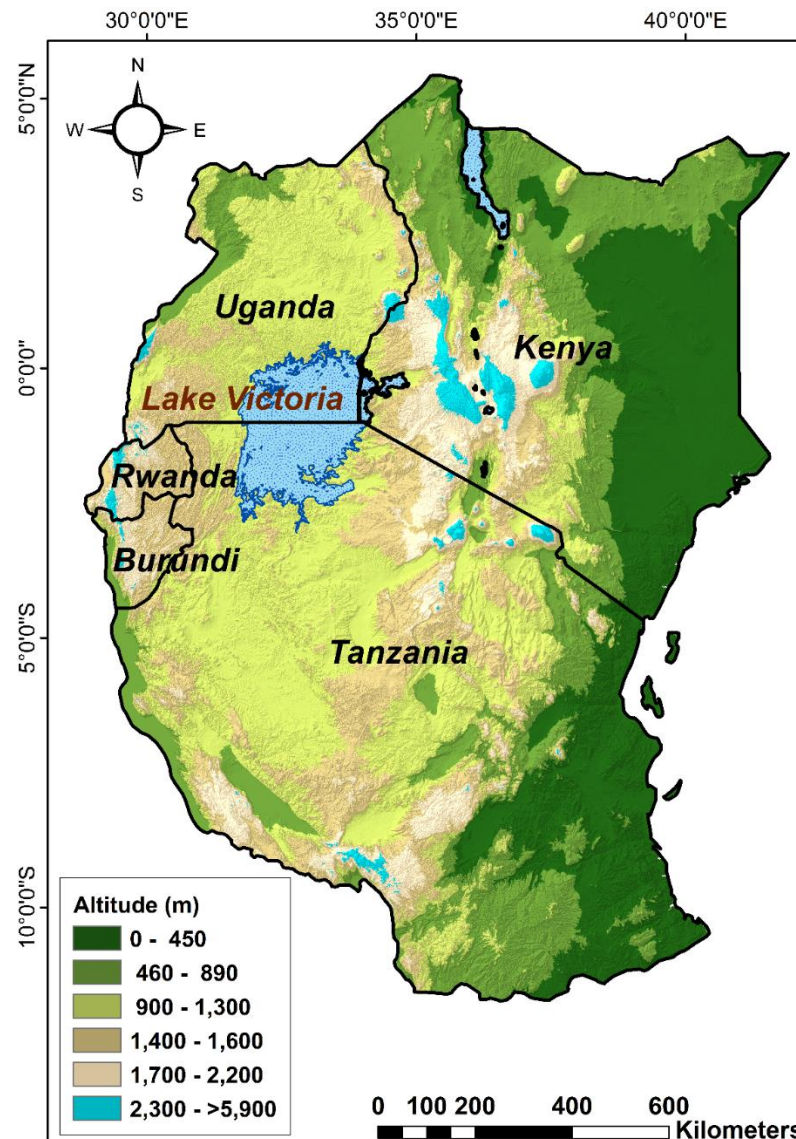 30°0'0"E 35°0'0"E 40°0'0"E
5°0'0"N
N
W E
S
Uganda
Kenya
0°0'0"
Lake Victoria
Rwanda
Burundi
5°0'0"S
Tanzania
10°0'0"S
Altitude (m)
0 - 450
460 - 890
900 - 1,300
1,400 - 1,600
1,700 - 2,200
2,300 - >5,900
0 100 200 400 600
Kilometers